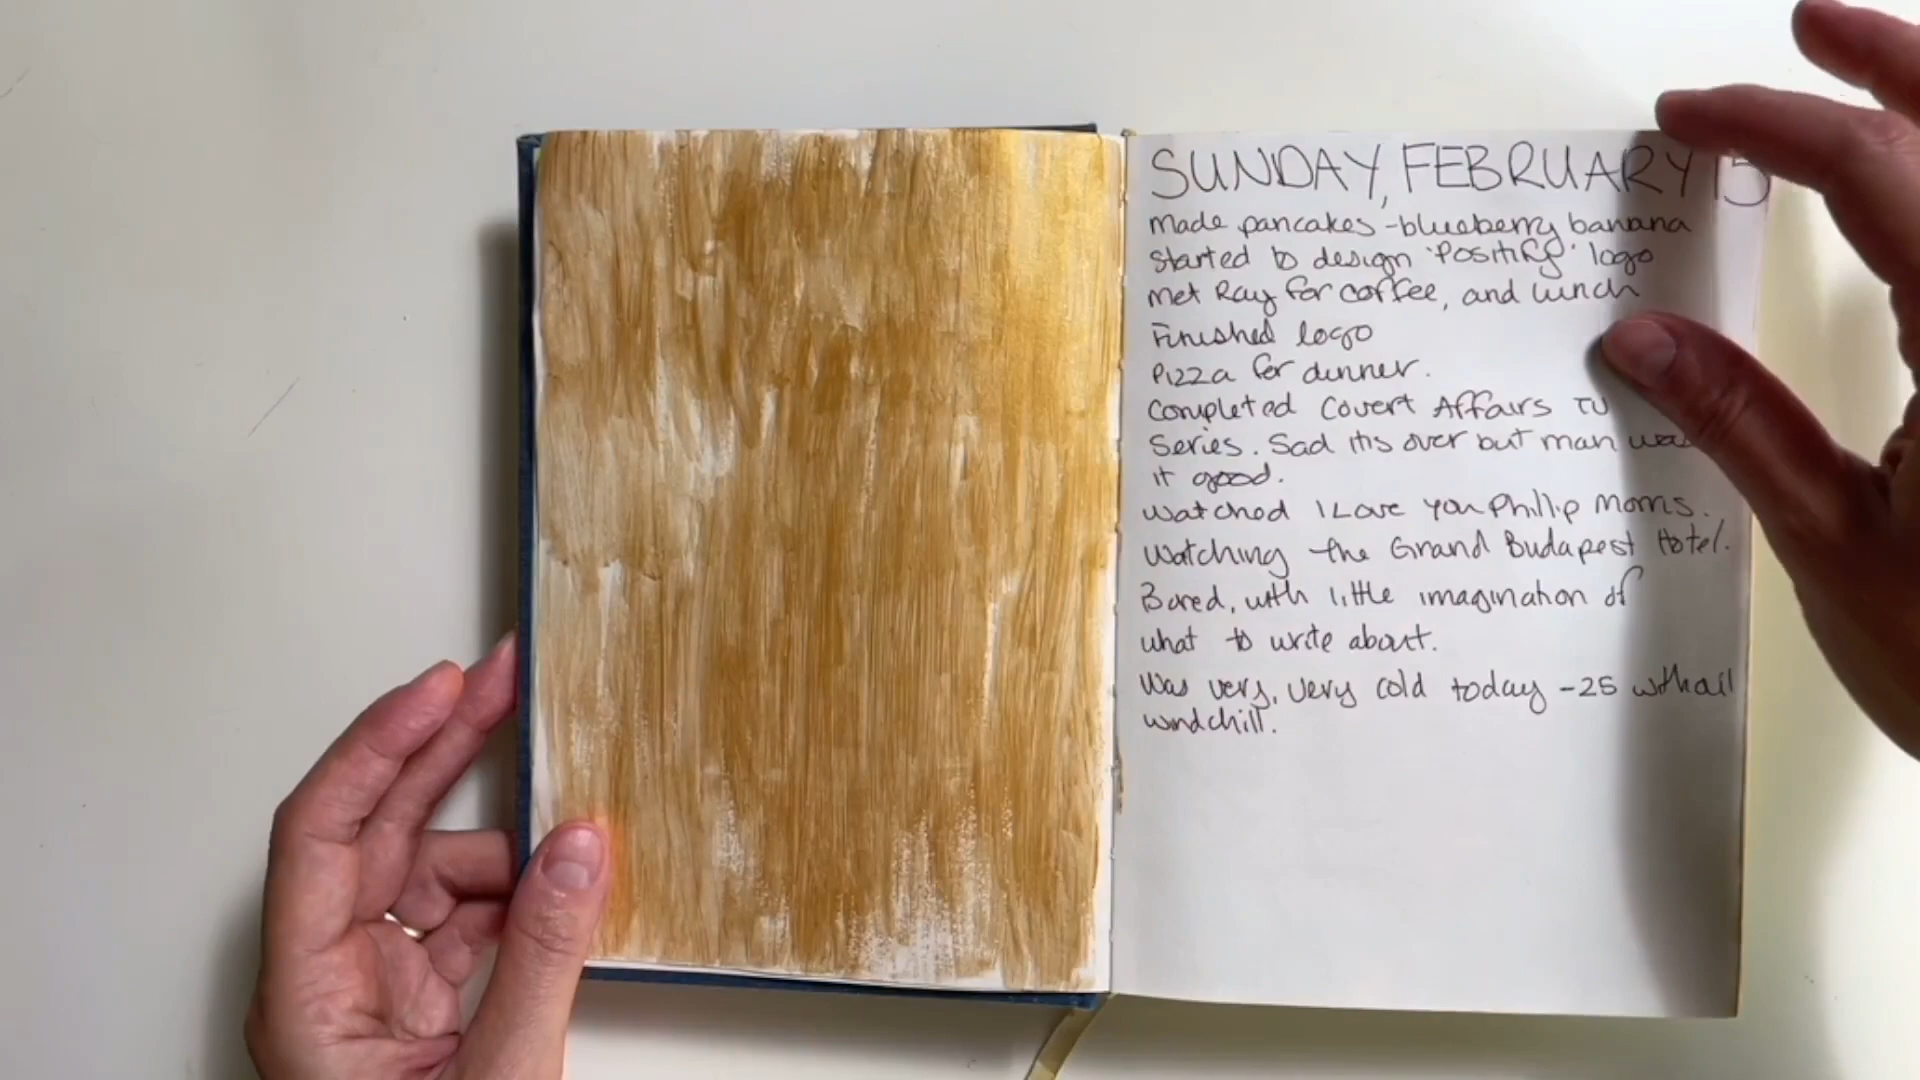 SUNDAY, FEBRUARY 15
Made pancakes - blueberry banana
started to design 'Positify' logo
Met Ray for coffee, and lunch
Finished logo
Pizza for dinner.
Completed Covert Affairs TV
Series. Sad its over but man was
it good.
Watched I Love You Phillip Morris.
Watching the Grand Budapest Hotel.
Bored, with little imagination of
what to write about.
Was very, very cold today -25 with
windchill.